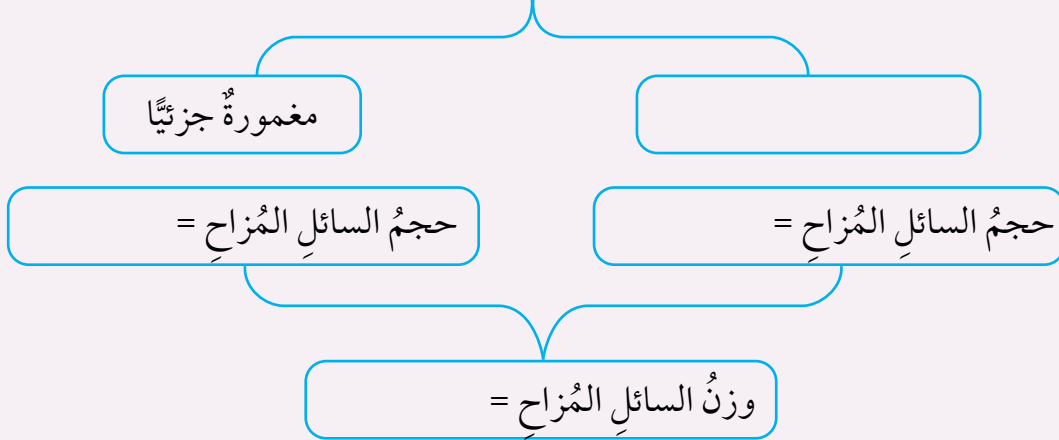 مغمورةٌ جزئيًّا
حجمُ السائلِ المُزاحِ =
حجمُ السائلِ المُزاحِ =
وزنُ السائلِ المُزاحِ =